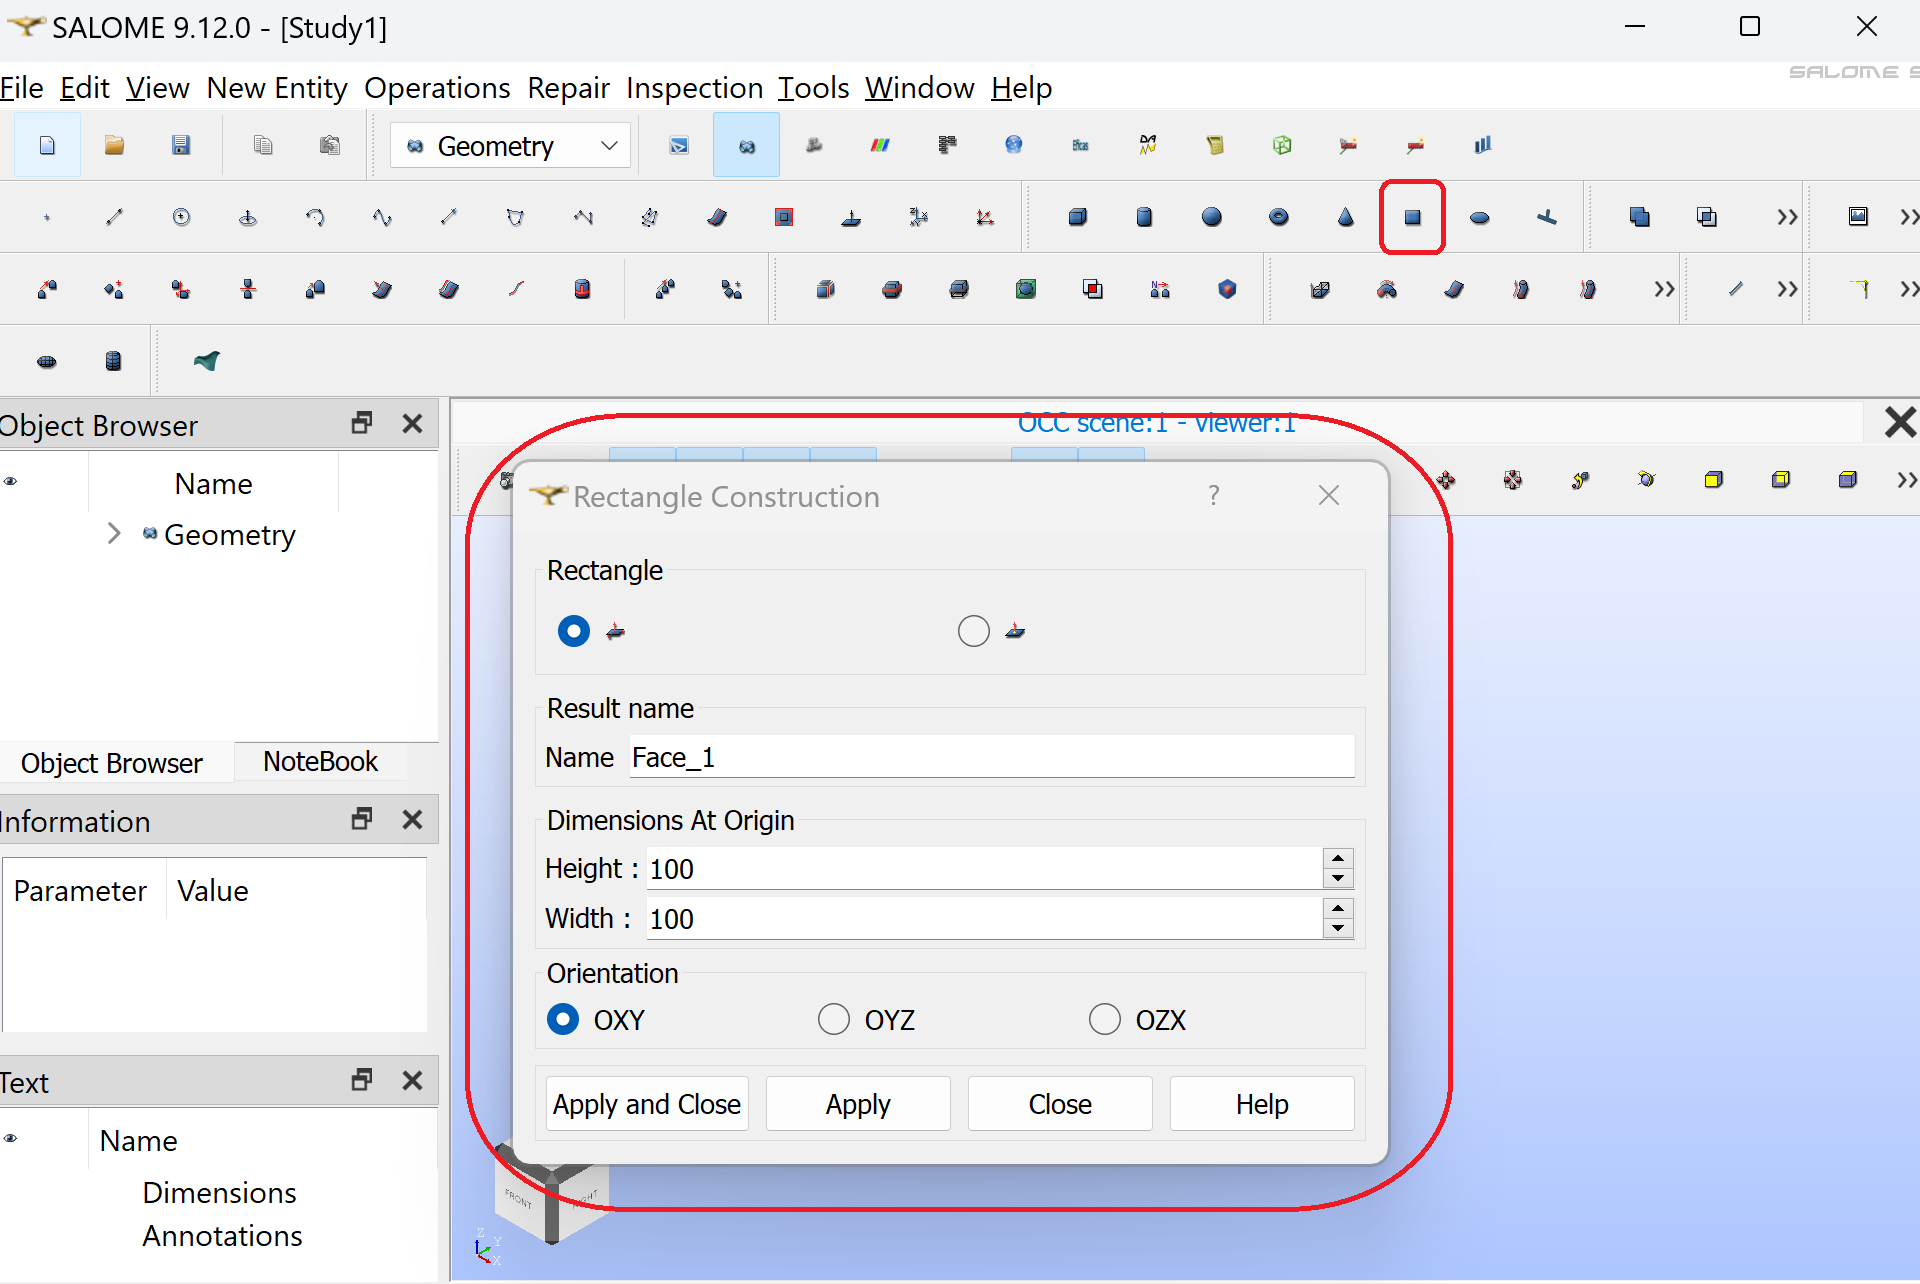 SALOME 9.12.0 - [Study1]
File Edit View New Entity Operations Repair Inspection Tools Window Help
SALOME
Geometry
Eficas
Object Browser
OCC scene:1 - viewer:1
Name
Geometry
Rectangle Construction
?
Rectangle
Result name
Name Face_1
Dimensions At Origin
Height : 100
Width : 100
Orientation
OXY OYZ OZX
Apply and Close Apply Close Help
Object Browser NoteBook
Information
Parameter Value
Text
Name
Dimensions
Annotations
FRONT
Z
Y
X